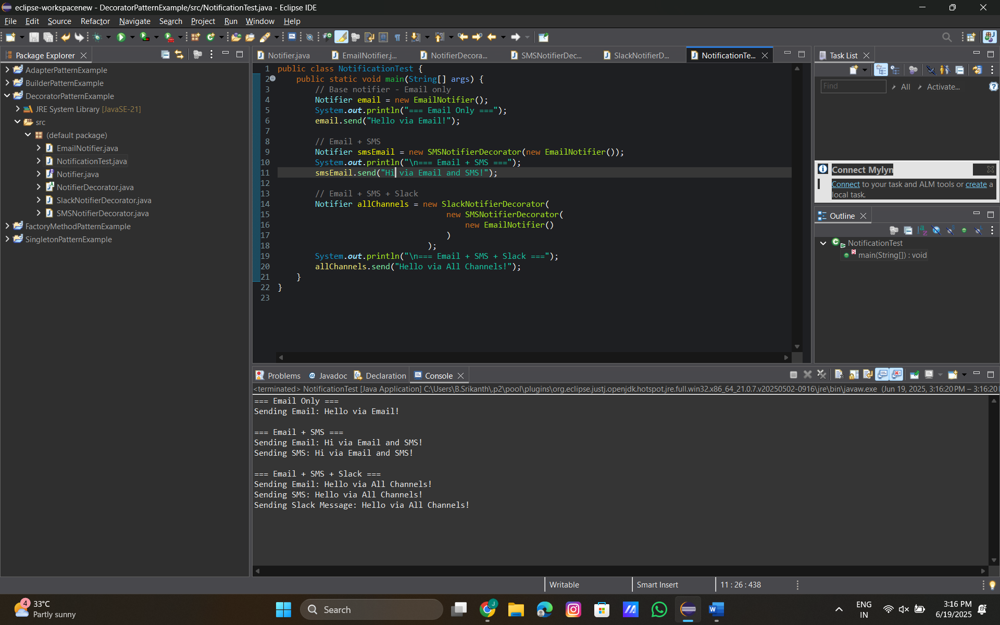 eclipse-workspacenew - DecoratorPatternExample/src/NotificationTest.java - Eclipse IDE
File Edit Source Refactor Navigate Search Project Run Window Help
Package Explorer
AdapterPatternExample
BuilderPatternExample
DecoratorPatternExample
JRE System Library [JavaSE-21]
src
(default package)
EmailNotifier.java
NotificationTest.java
Notifier.java
NotifierDecorator.java
SlackNotifierDecorator.java
SMSNotifierDecorator.java
FactoryMethodPatternExample
SingletonPatternExample
Notifier.java EmailNotifier.j... NotifierDecora... SMSNotifierDec... SlackNotifierD... NotificationTe...
1 public class NotificationTest {
2 public static void main(String[] args) {
3 // Base notifier - Email only
4 Notifier email = new EmailNotifier();
5 System.out.println("=== Email Only ===");
6 email.send("Hello via Email!");
7
8 // Email + SMS
9 Notifier smsEmail = new SMSNotifierDecorator(new EmailNotifier());
10 System.out.println("\n=== Email + SMS ===");
11 smsEmail.send("Hi via Email and SMS!");
12
13 // Email + SMS + Slack
14 Notifier allChannels = new SlackNotifierDecorator(
15 new SMSNotifierDecorator(
16 new EmailNotifier()
17 )
18 );
19 System.out.println("\n=== Email + SMS + Slack ===");
20 allChannels.send("Hello via All Channels!");
21 }
22 }
23
Task List
Find All Activate...
Connect Mylyn
Connect to your task and ALM tools or create a
local task.
Outline
NotificationTest
main(String[]) : void
Problems Javadoc Declaration Console
<terminated> NotificationTest [Java Application] C:\Users\B.Srikanth\.p2\pool\plugins\org.eclipse.justj.openjdk.hotspot.jre.full.win32.x86_64_21.0.7.v20250502-0916\jre\bin\javaw.exe (Jun 19, 2025, 3:16:20 PM – 3:16:20
=== Email Only ===
Sending Email: Hello via Email!
=== Email + SMS ===
Sending Email: Hi via Email and SMS!
Sending SMS: Hi via Email and SMS!
=== Email + SMS + Slack ===
Sending Email: Hello via All Channels!
Sending SMS: Hello via All Channels!
Sending Slack Message: Hello via All Channels!
Writable Smart Insert 11 : 26 : 438
4
33°C
Partly sunny
Search
J
ENG
IN
3:16 PM
6/19/2025